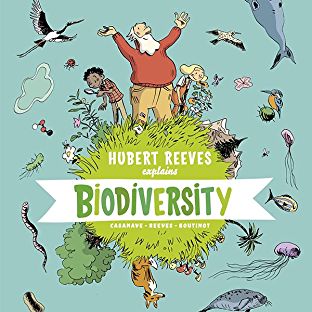 HUBERT REEVES
explains
BIODIVERSITY
CASANAVE - REEVES - BOUTINOT